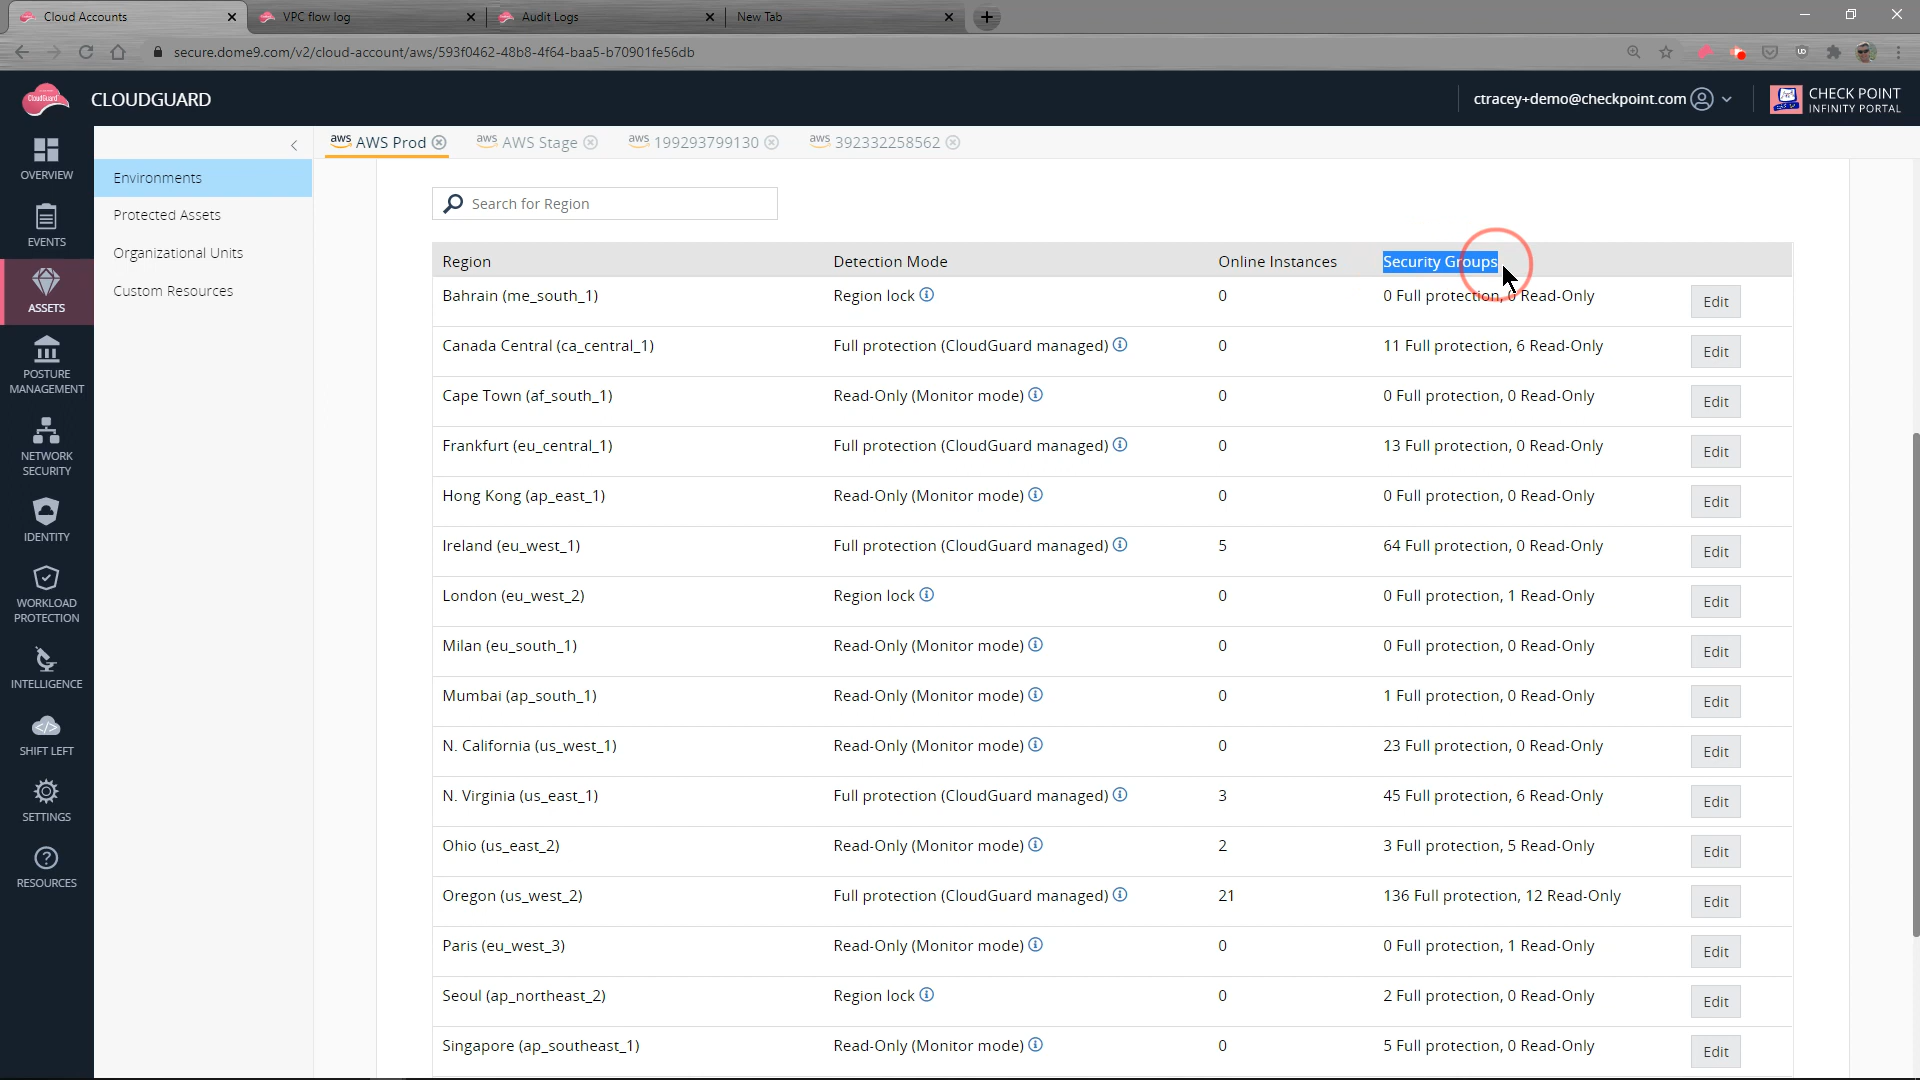 Cloud Accounts
VPC flow log
Audit Logs
New Tab
secure.dome9.com/v2/cloud-account/aws/593f0462-48b8-4f64-baa5-b70901fe56db
CloudGuard
CLOUDGUARD
ctracey+demo@checkpoint.com
CHECK POINT
INFINITY PORTAL
OVERVIEW
EVENTS
ASSETS
POSTURE
MANAGEMENT
NETWORK
SECURITY
IDENTITY
WORKLOAD
PROTECTION
INTELLIGENCE
SHIFT LEFT
SETTINGS
RESOURCES
Environments
Protected Assets
Organizational Units
Custom Resources
aws AWS Prod
aws AWS Stage
aws 199293799130
aws 392332258562
Search for Region
Region Detection Mode Online Instances Security Groups
Bahrain (me_south_1) Region lock 0 0 Full protection, 0 Read-Only Edit
Canada Central (ca_central_1) Full protection (CloudGuard managed) 0 11 Full protection, 6 Read-Only Edit
Cape Town (af_south_1) Read-Only (Monitor mode) 0 0 Full protection, 0 Read-Only Edit
Frankfurt (eu_central_1) Full protection (CloudGuard managed) 0 13 Full protection, 0 Read-Only Edit
Hong Kong (ap_east_1) Read-Only (Monitor mode) 0 0 Full protection, 0 Read-Only Edit
Ireland (eu_west_1) Full protection (CloudGuard managed) 5 64 Full protection, 0 Read-Only Edit
London (eu_west_2) Region lock 0 0 Full protection, 1 Read-Only Edit
Milan (eu_south_1) Read-Only (Monitor mode) 0 0 Full protection, 0 Read-Only Edit
Mumbai (ap_south_1) Read-Only (Monitor mode) 0 1 Full protection, 0 Read-Only Edit
N. California (us_west_1) Read-Only (Monitor mode) 0 23 Full protection, 0 Read-Only Edit
N. Virginia (us_east_1) Full protection (CloudGuard managed) 3 45 Full protection, 6 Read-Only Edit
Ohio (us_east_2) Read-Only (Monitor mode) 2 3 Full protection, 5 Read-Only Edit
Oregon (us_west_2) Full protection (CloudGuard managed) 21 136 Full protection, 12 Read-Only Edit
Paris (eu_west_3) Read-Only (Monitor mode) 0 0 Full protection, 1 Read-Only Edit
Seoul (ap_northeast_2) Region lock 0 2 Full protection, 0 Read-Only Edit
Singapore (ap_southeast_1) Read-Only (Monitor mode) 0 5 Full protection, 0 Read-Only Edit